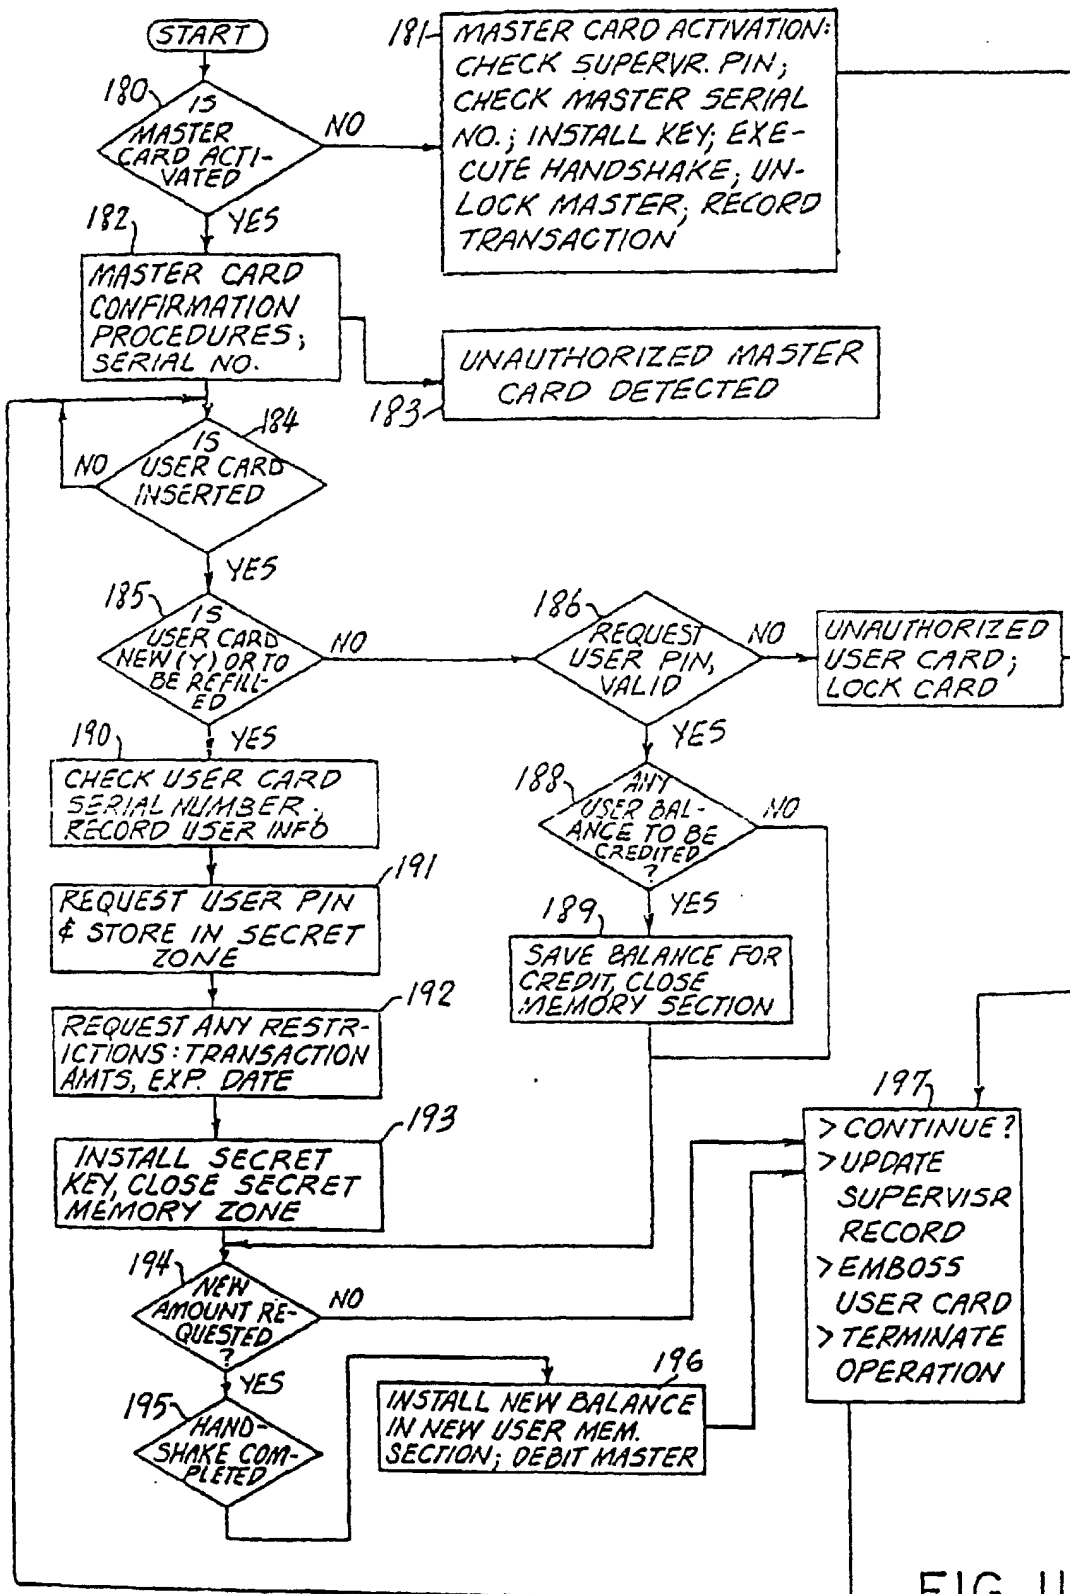 START
180
IS
MASTER
CARD ACTI-
VATED
NO
YES
181
MASTER CARD ACTIVATION:
CHECK SUPERVR. PIN;
CHECK MASTER SERIAL
NO.; INSTALL KEY; EXE-
CUTE HANDSHAKE; UN-
LOCK MASTER; RECORD
TRANSACTION
182
MASTER CARD
CONFIRMATION
PROCEDURES;
SERIAL NO.
UNAUTHORIZED MASTER
CARD DETECTED
183
184
IS
USER CARD
INSERTED
NO
YES
185
IS
USER CARD
NEW (Y) OR TO
BE REFILL-
ED
NO
YES
186
REQUEST
USER PIN,
VALID
NO
YES
UNAUTHORIZED
USER CARD;
LOCK CARD
188
ANY
USER BAL-
ANCE TO BE
CREDITED
?
NO
YES
189
SAVE BALANCE FOR
CREDIT, CLOSE
MEMORY SECTION
190
CHECK USER CARD
SERIAL NUMBER;
RECORD USER INFO
191
REQUEST USER PIN
& STORE IN SECRET
ZONE
192
REQUEST ANY RESTR-
ICTIONS: TRANSACTION
AMTS, EXP. DATE
193
INSTALL SECRET
KEY, CLOSE SECRET
MEMORY ZONE
194
NEW
AMOUNT RE-
QUESTED
?
NO
YES
195
HAND-
SHAKE COM-
PLETED
196
INSTALL NEW BALANCE
IN NEW USER MEM.
SECTION; DEBIT MASTER
197
> CONTINUE?
> UPDATE
SUPERVISR
RECORD
> EMBOSS
USER CARD
> TERMINATE
OPERATION
FIG. 11